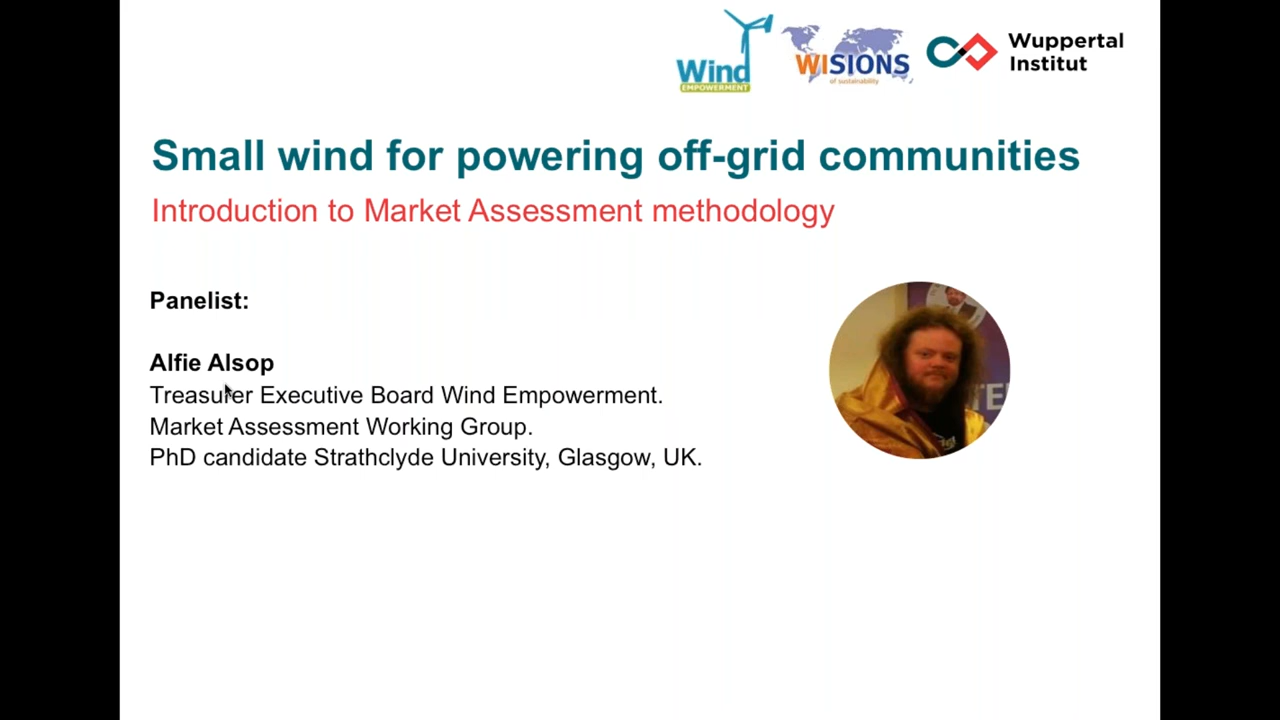 Wind
EMPOWERMENT
WISIONS
of sustainability
Wuppertal
Institut
Small wind for powering off-grid communities
Introduction to Market Assessment methodology
Panelist:
Alfie Alsop
Treasurer Executive Board Wind Empowerment.
Market Assessment Working Group.
PhD candidate Strathclyde University, Glasgow, UK.